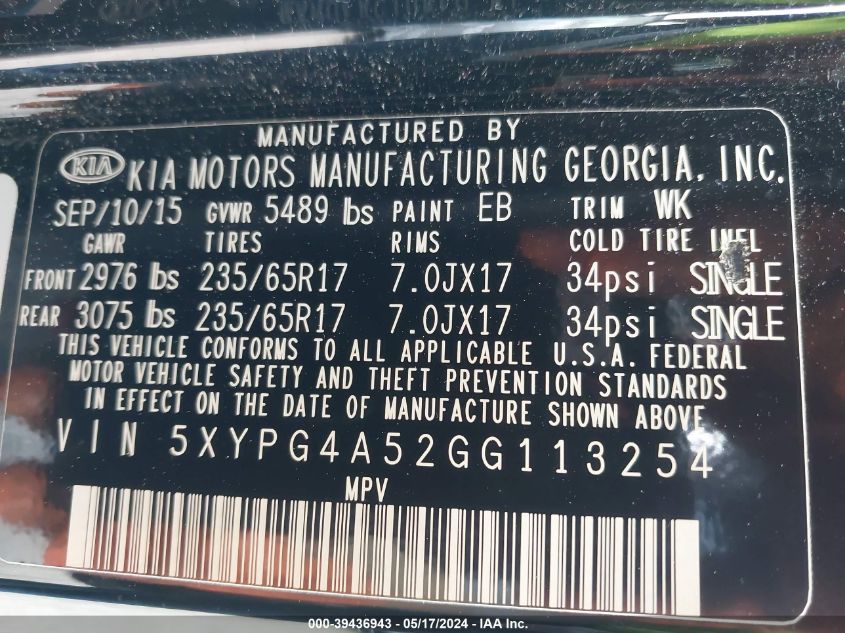 MANUFACTURED BY
KIA KIA MOTORS MANUFACTURING GEORGIA, INC.
SEP/10/15 GVWR 5489 lbs PAINT EB TRIM WK
GAWR TIRES RIMS COLD TIRE INFL
FRONT 2976 lbs 235/65R17 7.0JX17 34psi SINGLE
REAR 3075 lbs 235/65R17 7.0JX17 34psi SINGLE
THIS VEHICLE CONFORMS TO ALL APPLICABLE U.S.A. FEDERAL
MOTOR VEHICLE SAFETY AND THEFT PREVENTION STANDARDS
IN EFFECT ON THE DATE OF MANUFACTURE SHOWN ABOVE
VIN 5XYPG4A52GG113254
MPV
000-39436943 - 05/17/2024 - IAA Inc.